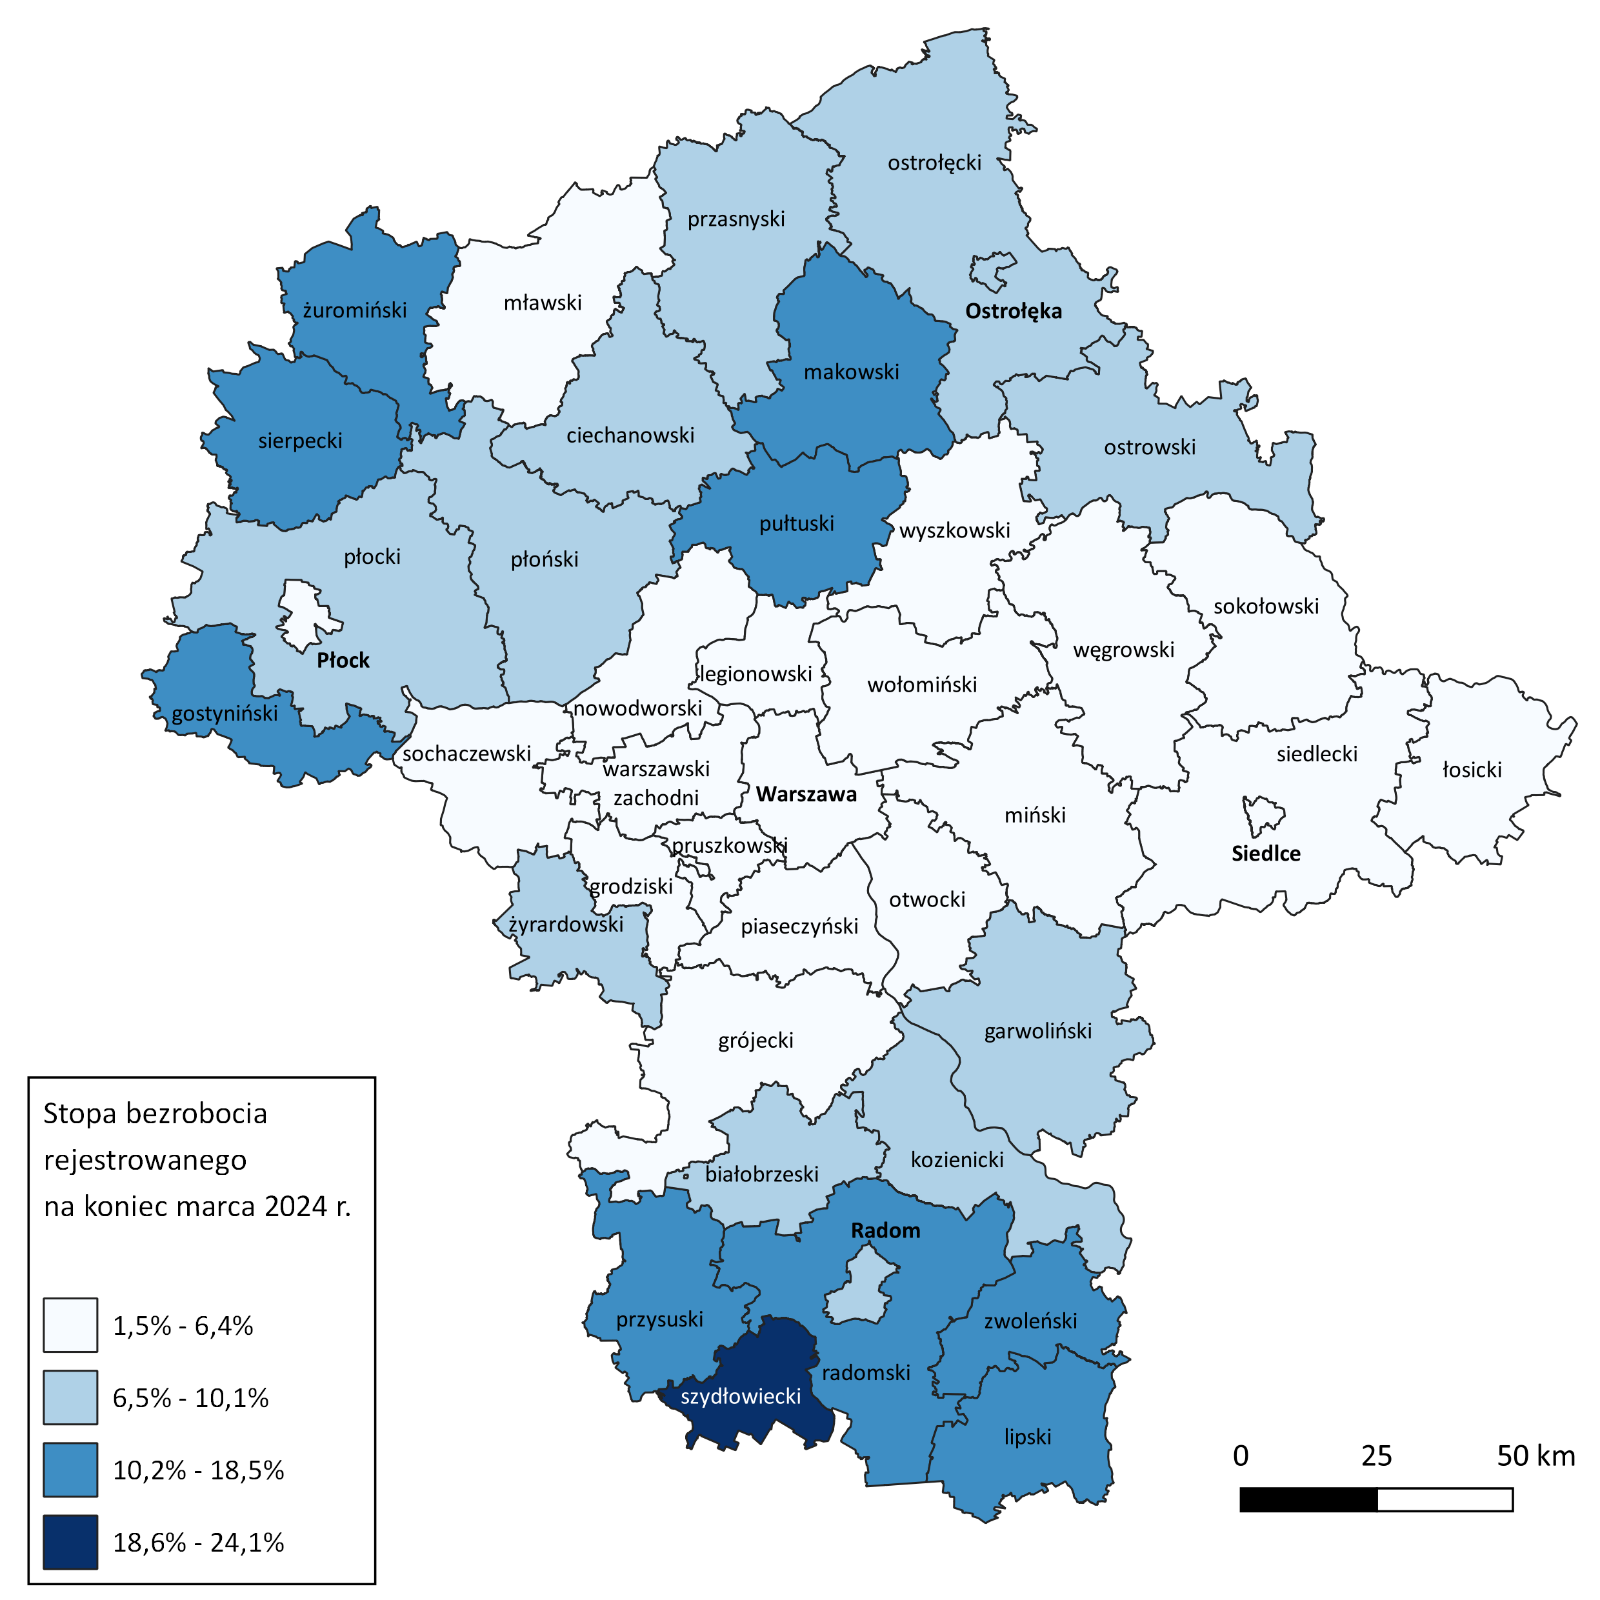 ostrołęcki
przasnyski
mławski
żuromiński
Ostrołęka
makowski
ciechanowski
sierpecki
ostrowski
pułtuski
wyszkowski
płocki
płoński
sokołowski
węgrowski
Płock
legionowski
wołomiński
gostyniński
nowodworski
sochaczewski
siedlecki
warszawski
zachodni
Warszawa
łosicki
miński
pruszkowski
Siedlce
grodziski
otwocki
żyrardowski
piaseczyński
garwoliński
grójecki
kozienicki
białobrzeski
Radom
przysuski
zwoleński
radomski
szydłowiecki
lipski
Stopa bezrobocia
rejestrowanego
na koniec marca 2024 r.
1,5% - 6,4%
6,5% - 10,1%
10,2% - 18,5%
18,6% - 24,1%
0 25 50 km